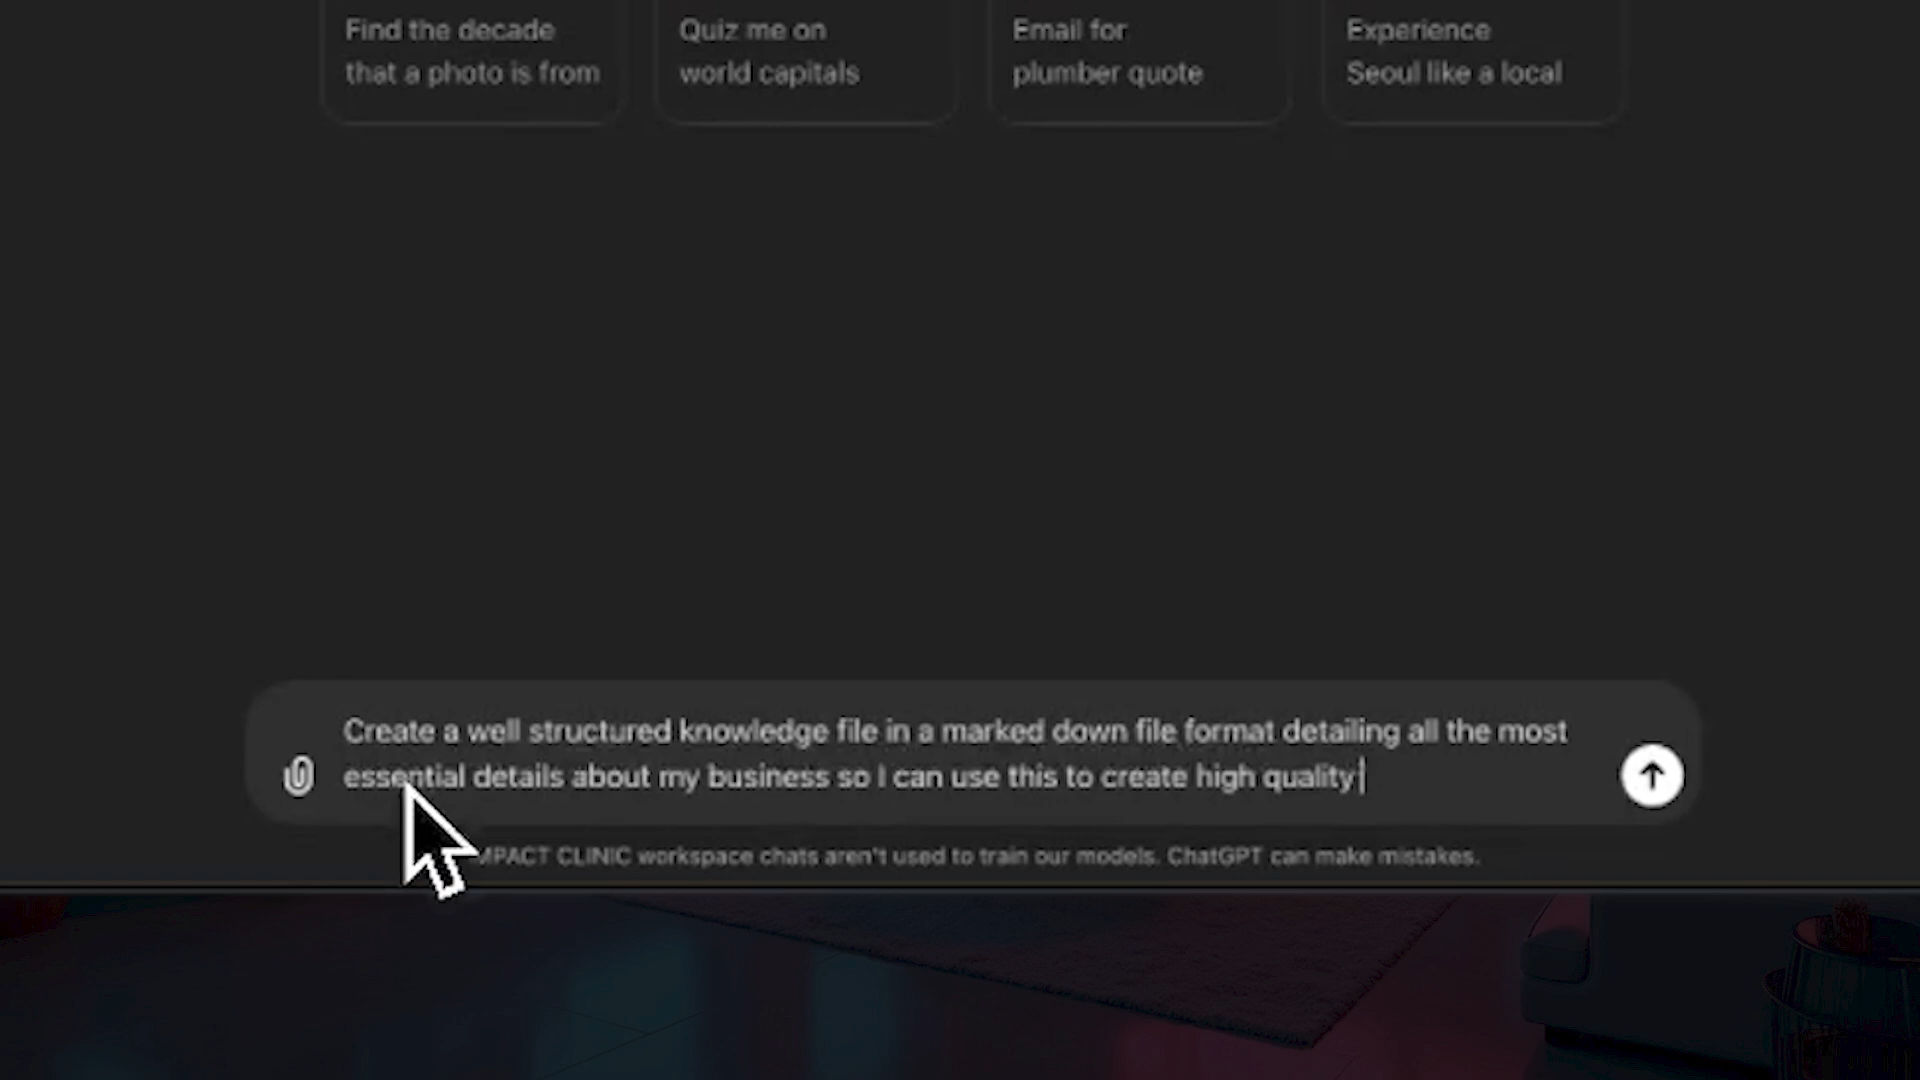 Find the decade
that a photo is from
Quiz me on
world capitals
Email for
plumber quote
Experience
Seoul like a local
Create a well structured knowledge file in a marked down file format detailing all the most
essential details about my business so I can use this to create high quality
MPACT CLINIC workspace chats aren't used to train our models. ChatGPT can make mistakes.